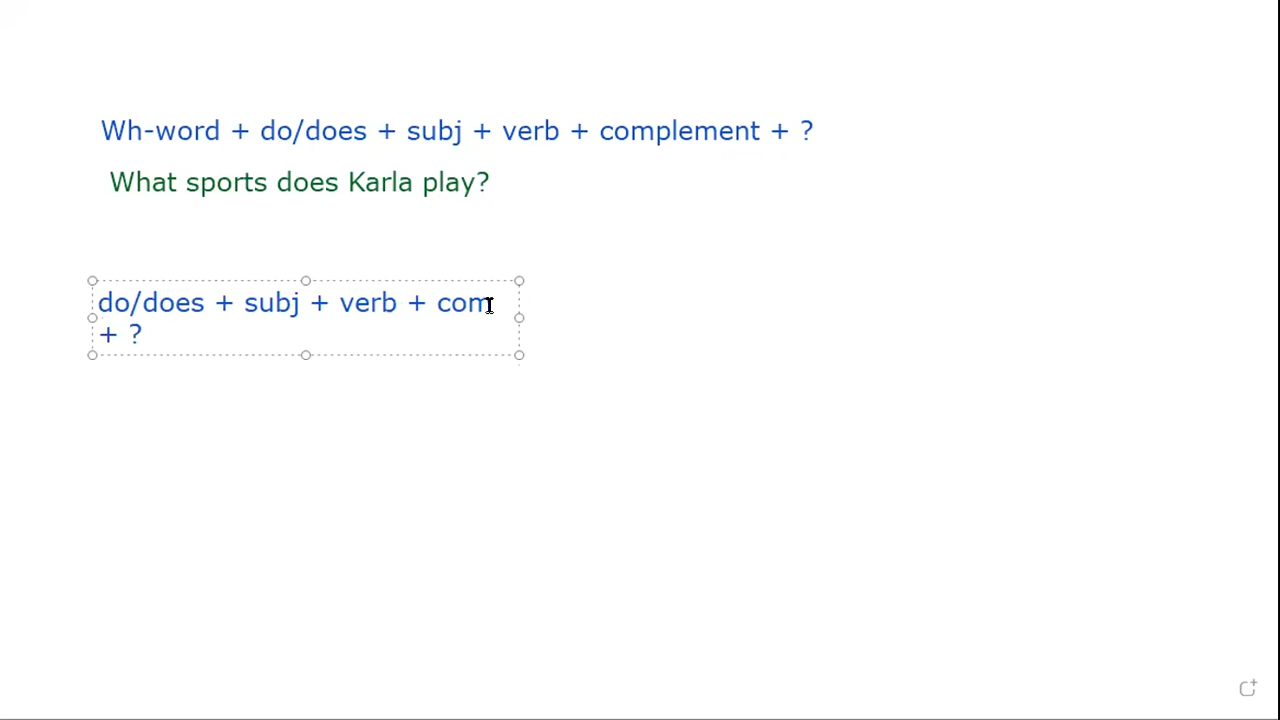 Wh-word + do/does + subj + verb + complement + ?
What sports does Karla play?
do/does + subj + verb + com
+ ?